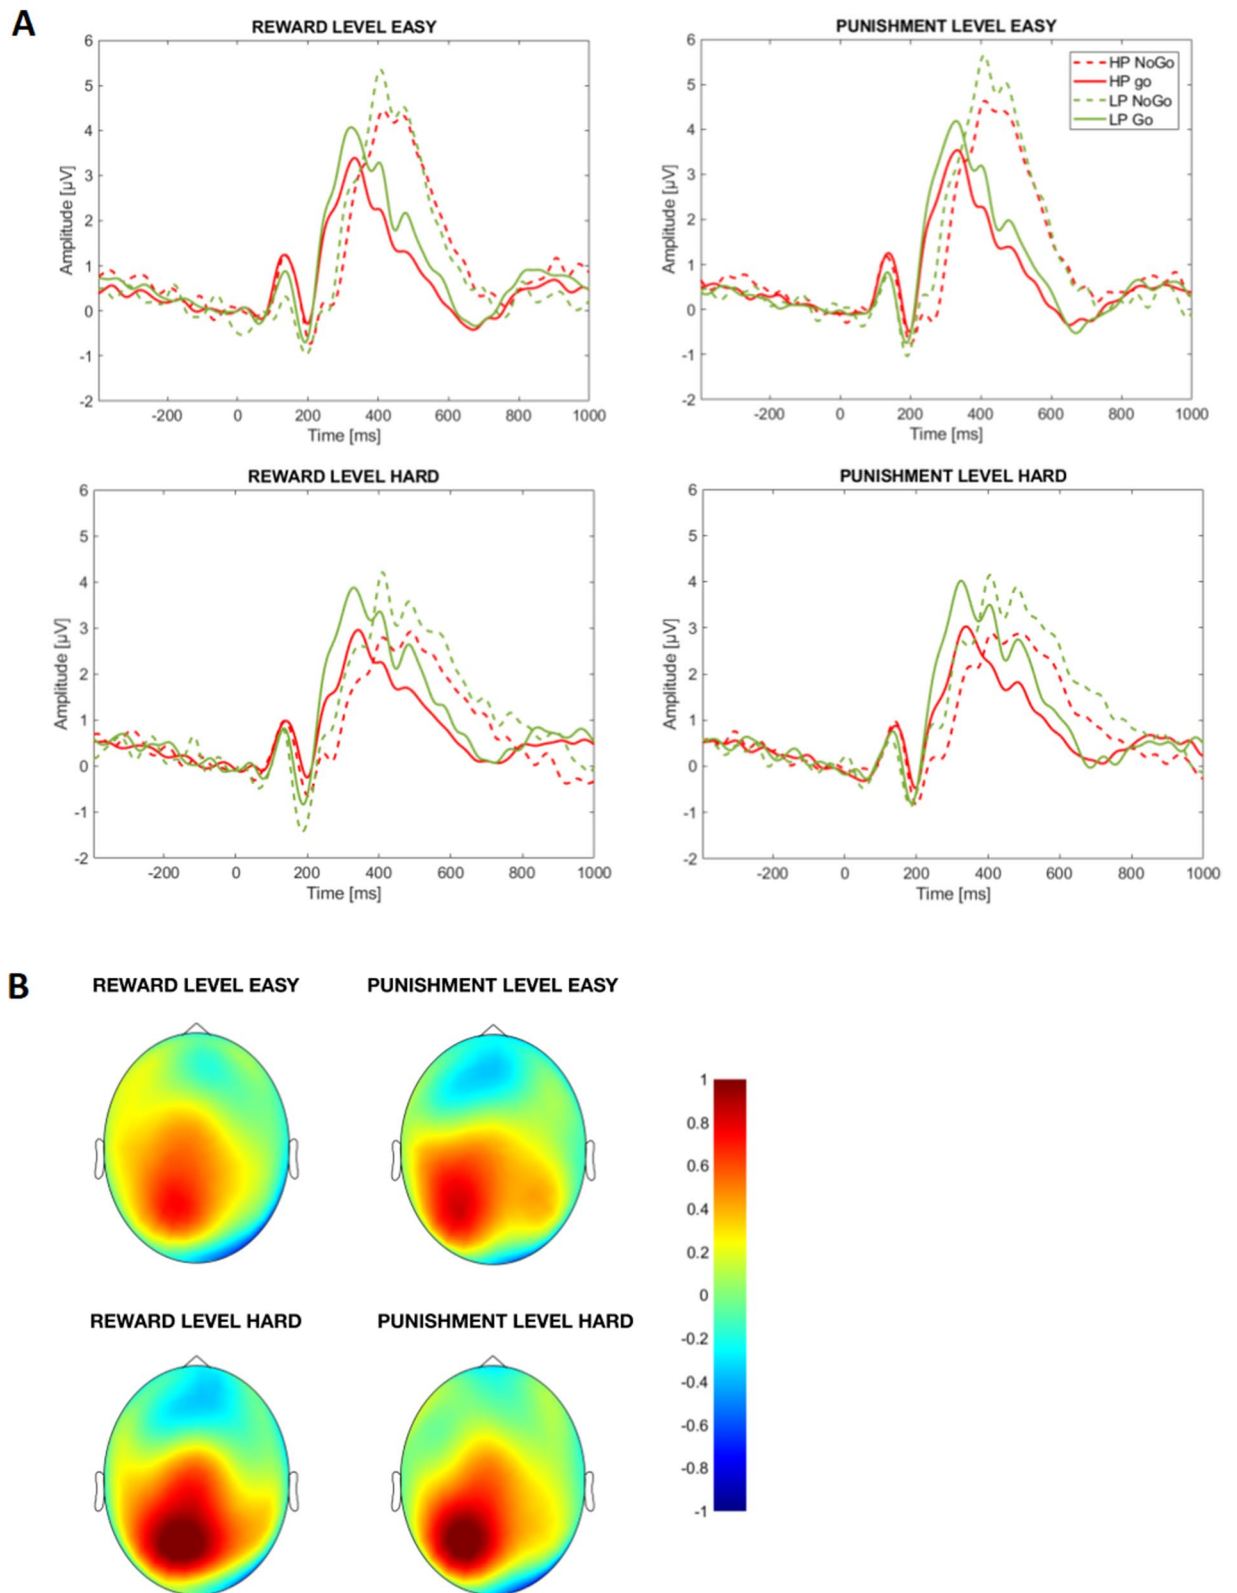 A
REWARD LEVEL EASY
6
5
4
3
2
1
0
-1
-2
Amplitude [µV]
-200 0 200 400 600 800 1000
Time [ms]
PUNISHMENT LEVEL EASY
6
5
4
3
2
1
0
-1
-2
Amplitude [µV]
HP NoGo
HP go
LP NoGo
LP Go
-200 0 200 400 600 800 1000
Time [ms]
REWARD LEVEL HARD
6
5
4
3
2
1
0
-1
-2
Amplitude [µV]
-200 0 200 400 600 800 1000
Time [ms]
PUNISHMENT LEVEL HARD
6
5
4
3
2
1
0
-1
-2
Amplitude [µV]
-200 0 200 400 600 800 1000
Time [ms]
B
REWARD LEVEL EASY
PUNISHMENT LEVEL EASY
REWARD LEVEL HARD
PUNISHMENT LEVEL HARD
1
0.8
0.6
0.4
0.2
0
-0.2
-0.4
-0.6
-0.8
-1